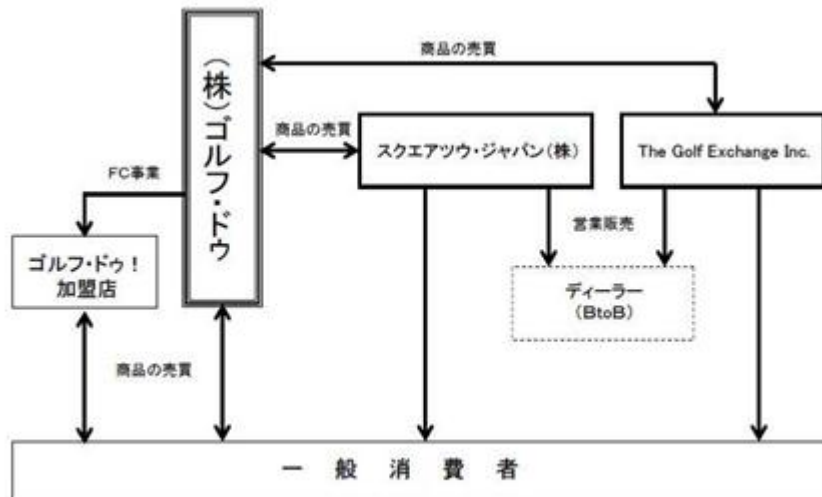 商品の売買
(株)ゴルフ・ドゥ
商品の売買
スクエアツウ・ジャパン(株)
The Golf Exchange Inc.
FC事業
営業販売
ゴルフ・ドゥ!
加盟店
ディーラー
(BtoB)
商品の売買
一般消費者